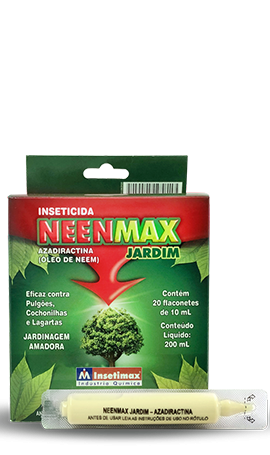 INSETICIDA
NEENMAX
JARDIM
AZADIRACTINA
(ÓLEO DE NEEM)
Eficaz contra
Pulgões,
Cochonilhas
e Lagartas
JARDINAGEM
AMADORA
Contém
20 flaconetes
de 10 mL
Conteúdo
Líquido:
200 mL
M Insetimax
Indústria Química
NEENMAX JARDIM - AZADIRACTINA
ANTES DE USAR LEIA AS INSTRUÇÕES DE USO NO RÓTULO